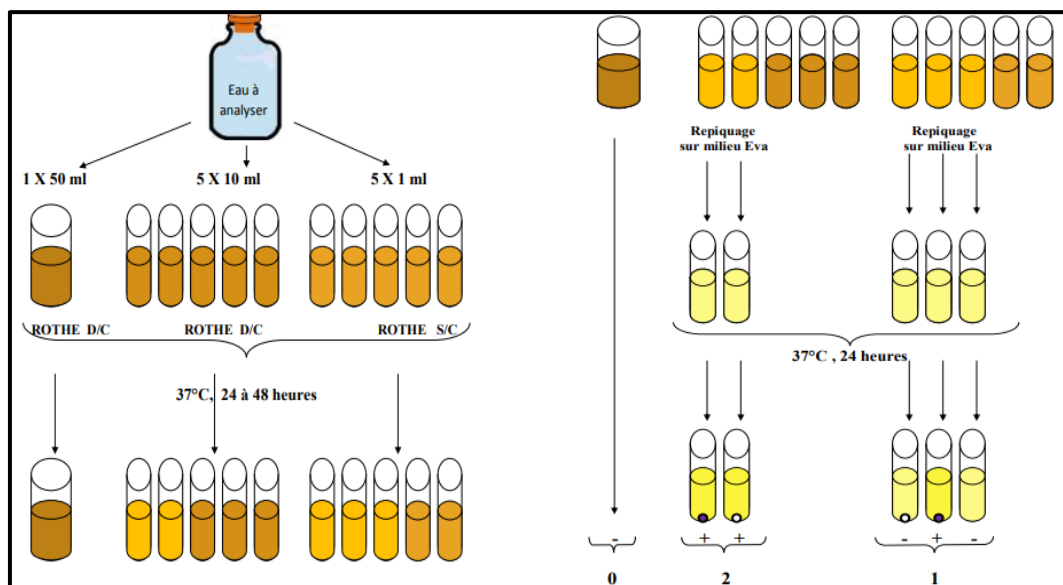 Eau à
analyser
1 X 50 ml
5 X 10 ml
5 X 1 ml
ROTHE D/C
ROTHE D/C
ROTHE S/C
37°C, 24 à 48 heures
Repiquage
sur milieu Eva
Repiquage
sur milieu Eva
37°C , 24 heures
-
+ +
- + -
0
2
1